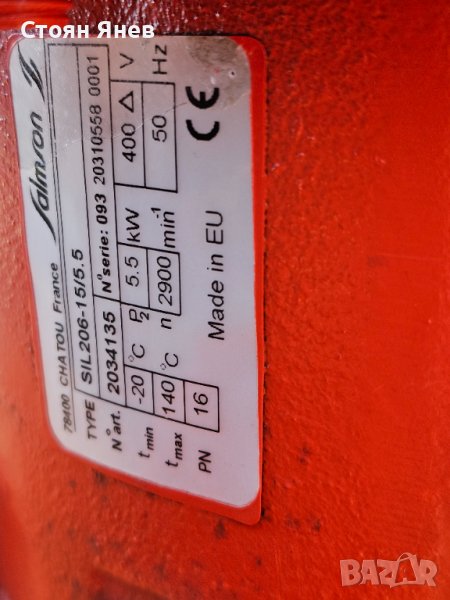 Стоян Янев
Salmson
78400 CHATOU France
TYPE SIL206-15/5.5
N°art. 2034135 N°serie: 093 20310558 0001
t min -20 °C P2 5.5 kW 400 Δ V
t max 140 °C n 2900 min-1 50 Hz
PN 16 Made in EU CE
BAZAR